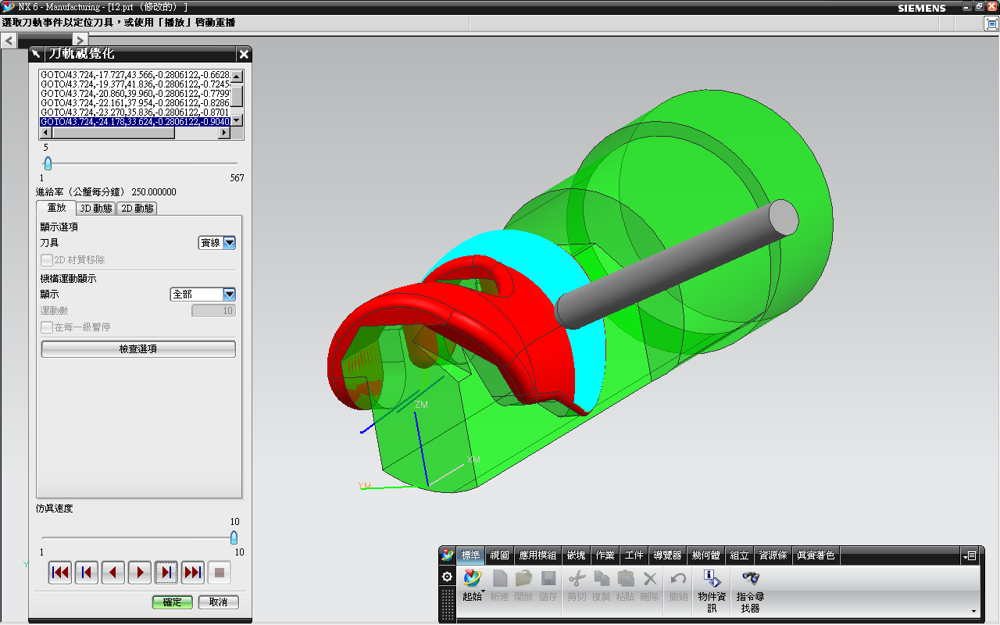 NX 6 - Manufacturing - [12.prt （修改的） ]
SIEMENS
選取刀軌事件以定位刀具，或使用「播放」啓動重播
刀軌視覺化
GOTO/43.724,-17.727,43.566,-0.2806122,-0.6628
GOTO/43.724,-19.377,41.836,-0.2806122,-0.7245
GOTO/43.724,-20.860,39.960,-0.2806122,-0.7799
GOTO/43.724,-22.161,37.954,-0.2806122,-0.8286
GOTO/43.724,-23.270,35.836,-0.2806122,-0.8701
GOTO/43.724,-24.178,33.624,-0.2806122,-0.9040
5
1 567
進給率（公釐每分鐘） 250.000000
重放 3D 動態 2D 動態
顯示選項
刀具 實線
2D 材質移除
機構運動顯示
顯示 全部
運動數 10
在每一級暫停
檢查選項
仿真速度
10
1 10
確定 取消
ZM
XM
YM
Y
標準 視圖 應用模組 嵌塊 作業 工件 導覽器 幾何體 組立 資源條 真實著色
起始 新建 開放 儲存 剪切 複製 粘貼 刪除 撤銷 物件資訊 指令尋找器